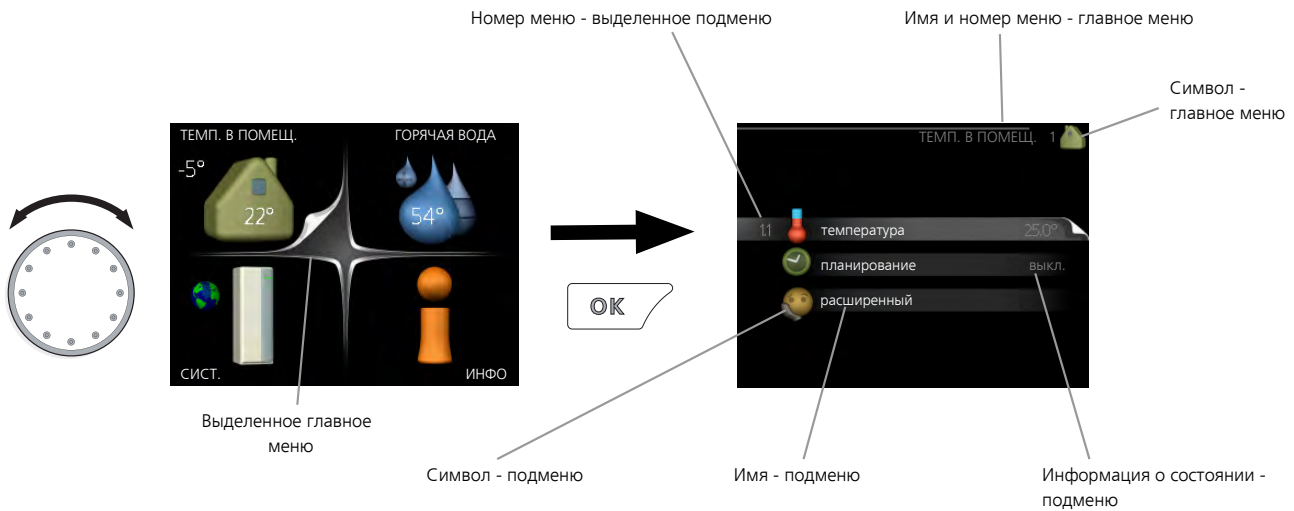 Номер меню - выделенное подменю
Имя и номер меню - главное меню
Символ -
главное меню
ТЕМП. В ПОМЕЩ.
ГОРЯЧАЯ ВОДА
-5°
22°
54°
СИСТ.
ИНФО
OK
ТЕМП. В ПОМЕЩ. 1
1.1 температура 25.0°
планирование выкл.
расширенный
Выделенное главное
меню
Символ - подменю
Имя - подменю
Информация о состоянии -
подменю